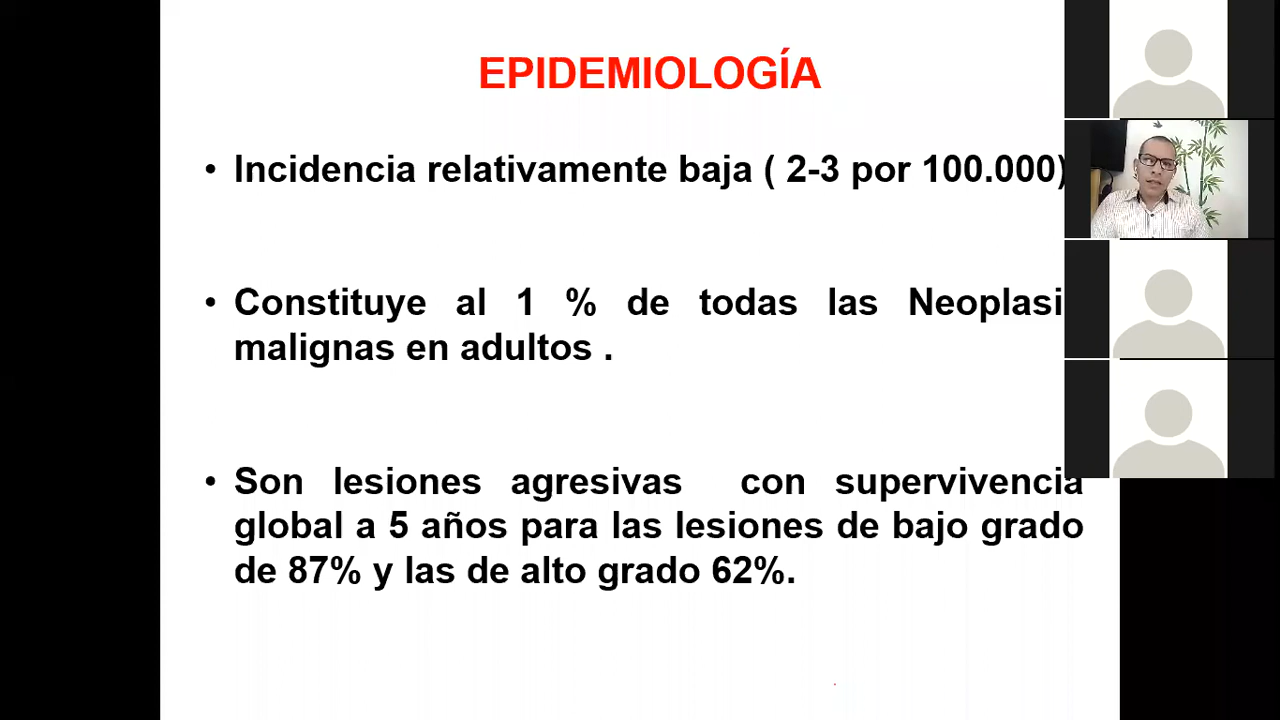 EPIDEMIOLOGÍA
• Incidencia relativamente baja ( 2-3 por 100.000)
• Constituye al 1 % de todas las Neoplasi
malignas en adultos .
• Son lesiones agresivas con supervivencia
global a 5 años para las lesiones de bajo grado
de 87% y las de alto grado 62%.